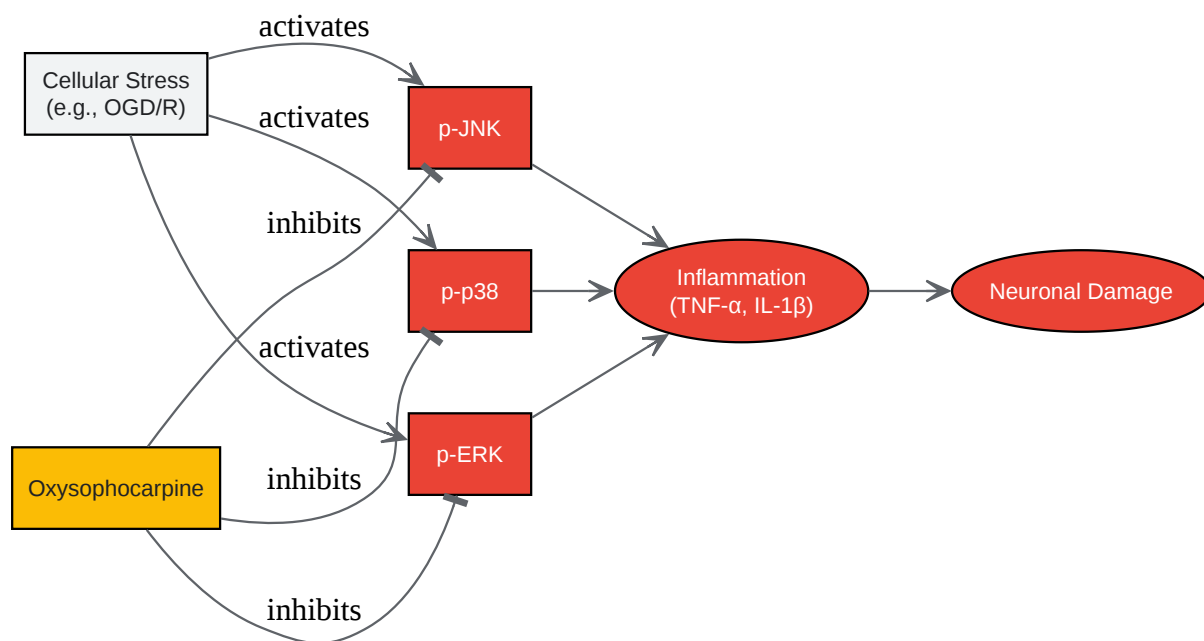 activates
Cellular Stress
(e.g., OGD/R)
activates
p-JNK
inhibits
p-p38
Inflammation
(TNF-α, IL-1β)
Neuronal Damage
activates
p-ERK
Oxysophocarpine
inhibits
inhibits